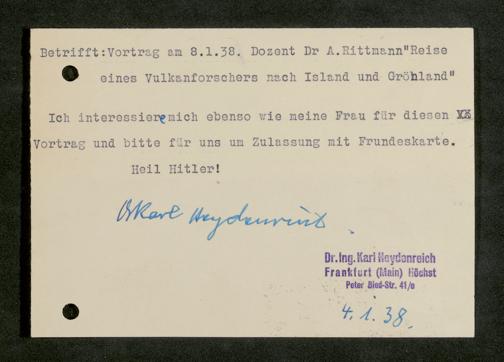 Betrifft:Vortrag am 8.1.38. Dozent Dr A.Rittmann"Reise
eines Vulkanforschers nach Island und Gröhland"
Ich interessiere mich ebenso wie meine Frau für diesen XX
Vortrag und bitte für uns um Zulassung mit Frundeskarte.
Heil Hitler!
Karl Heydenreich
Dr.Ing.Karl Heydenreich
Frankfurt (Main) Höchst
Peter Bied-Str. 41/o
4.1.38.